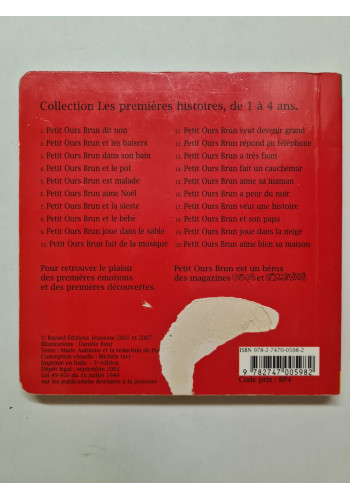 Collection Les premières histoires, de 1 à 4 ans.
1. Petit Ours Brun dit non
2. Petit Ours Brun et les baisers
3. Petit Ours Brun dans son bain
4. Petit Ours Brun et le pot
5. Petit Ours Brun est malade
6. Petit Ours Brun aime Noël
7. Petit Ours Brun et la sieste
8. Petit Ours Brun et le bébé
9. Petit Ours Brun joue dans le sable
10. Petit Ours Brun fait de la musique
11. Petit Ours Brun veut devenir grand
12. Petit Ours Brun répond au téléphone
13. Petit Ours Brun a très faim
14. Petit Ours Brun fait un cauchemar
15. Petit Ours Brun aime sa maman
16. Petit Ours Brun a peur du noir
17. Petit Ours Brun veut une histoire
18. Petit Ours Brun et son papa
19. Petit Ours Brun joue dans la neige
20. Petit Ours Brun aime bien sa maison
Pour retrouver le plaisir
des premières émotions
et des premières découvertes.
Petit Ours Brun est un héros
des magazines et
© Bayard Éditions Jeunesse 2002 et 2007
Illustrations : Danièle Bour
Texte : Marie Aubinais et la rédaction de
Conception visuelle :
Imprimé en Italie - édition
Dépôt légal : septembre 2002
Loi 49-956 du 16 juillet 1949
sur les publications destinées à la jeunesse
ISBN 978-2-7470-0598-2
9 782747 005982
Code prix : BP4